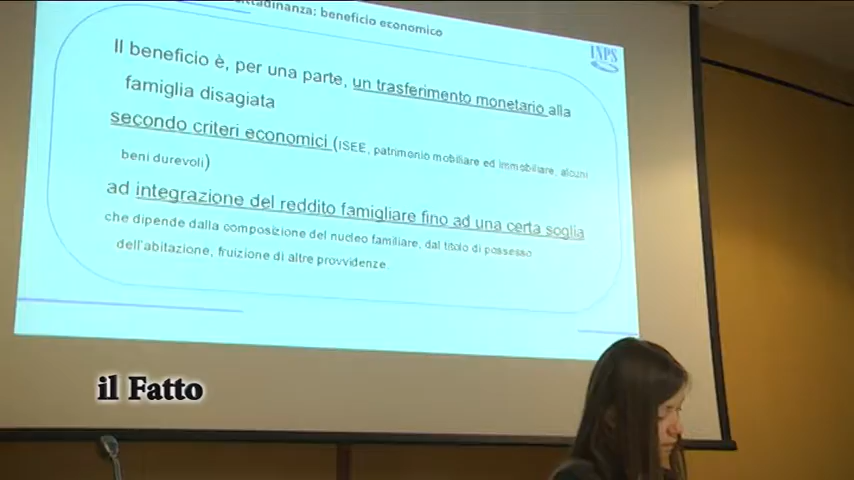 cittadinanza: beneficio economico
INPS
Il beneficio è, per una parte, un trasferimento monetario alla
famiglia disagiata
secondo criteri economici (ISEE, patrimonio mobiliare ed immobiliare, alcuni
beni durevoli)
ad integrazione del reddito famigliare fino ad una certa soglia
che dipende dalla composizione del nucleo familiare, dal titolo di possesso
dell'abitazione, fruizione di altre provvidenze
il Fatto